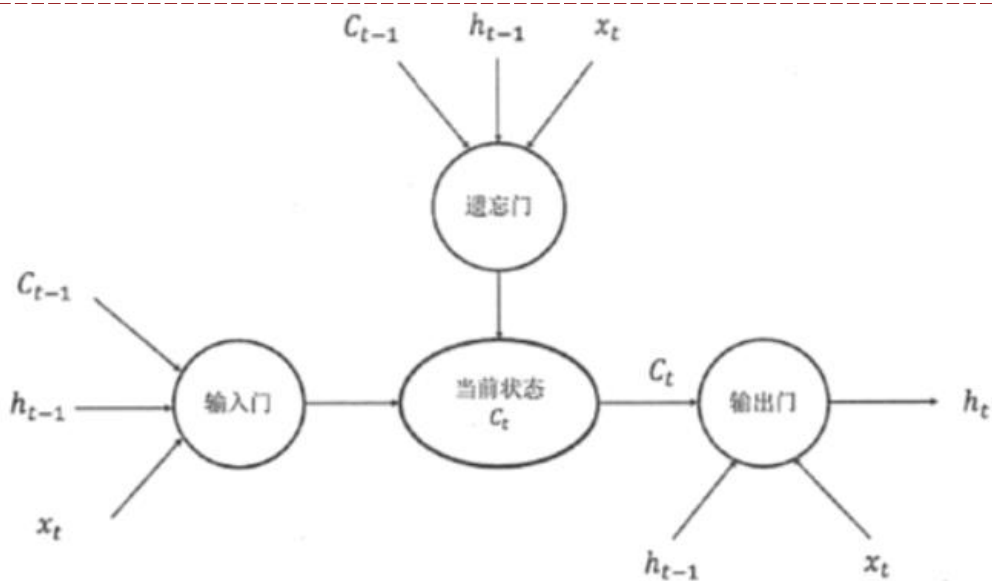 C_{t-1} h_{t-1} x_t
遗忘门
C_{t-1}
h_{t-1}
x_t
输入门
当前状态
C_t
C_t
输出门
h_t
h_{t-1} x_t